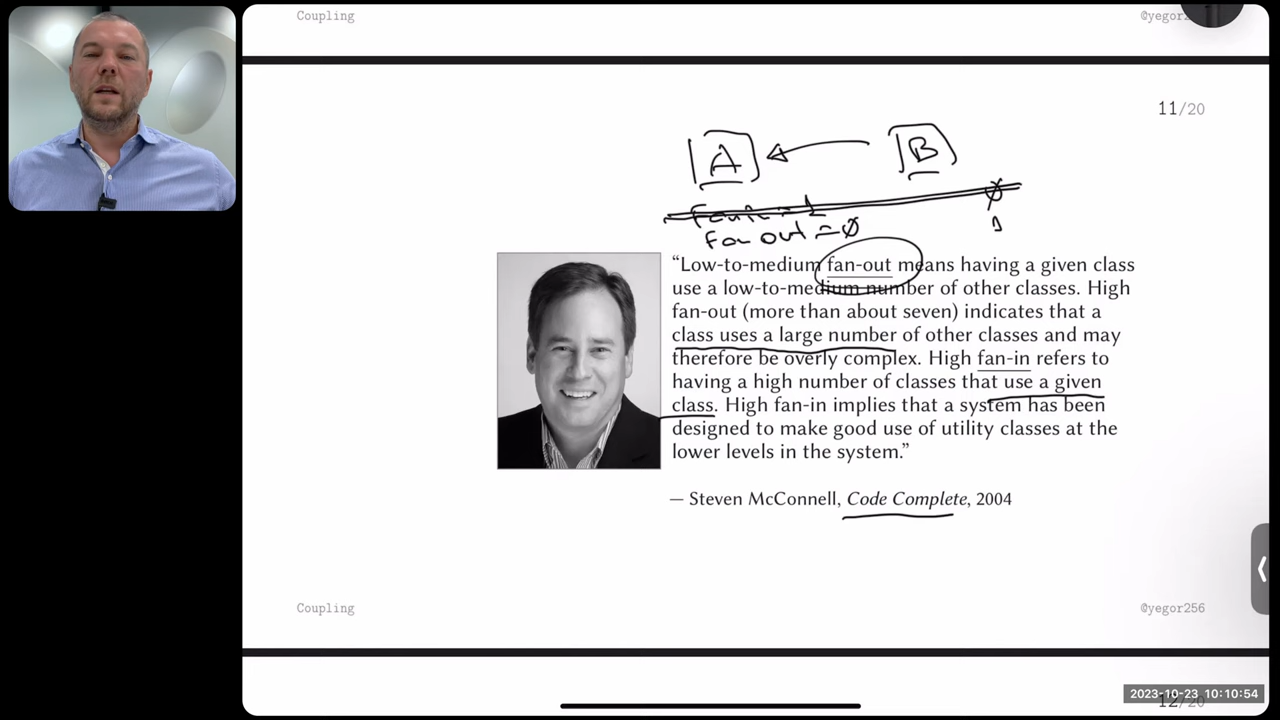 Coupling
11/20
A B
Fan out = 0
“Low-to-medium fan-out means having a given class
use a low-to-medium number of other classes. High
fan-out (more than about seven) indicates that a
class uses a large number of other classes and may
therefore be overly complex. High fan-in refers to
having a high number of classes that use a given
class. High fan-in implies that a system has been
designed to make good use of utility classes at the
lower levels in the system.”
— Steven McConnell, Code Complete, 2004
Coupling @yegor256
2023-10-23 10:10:54
12/20